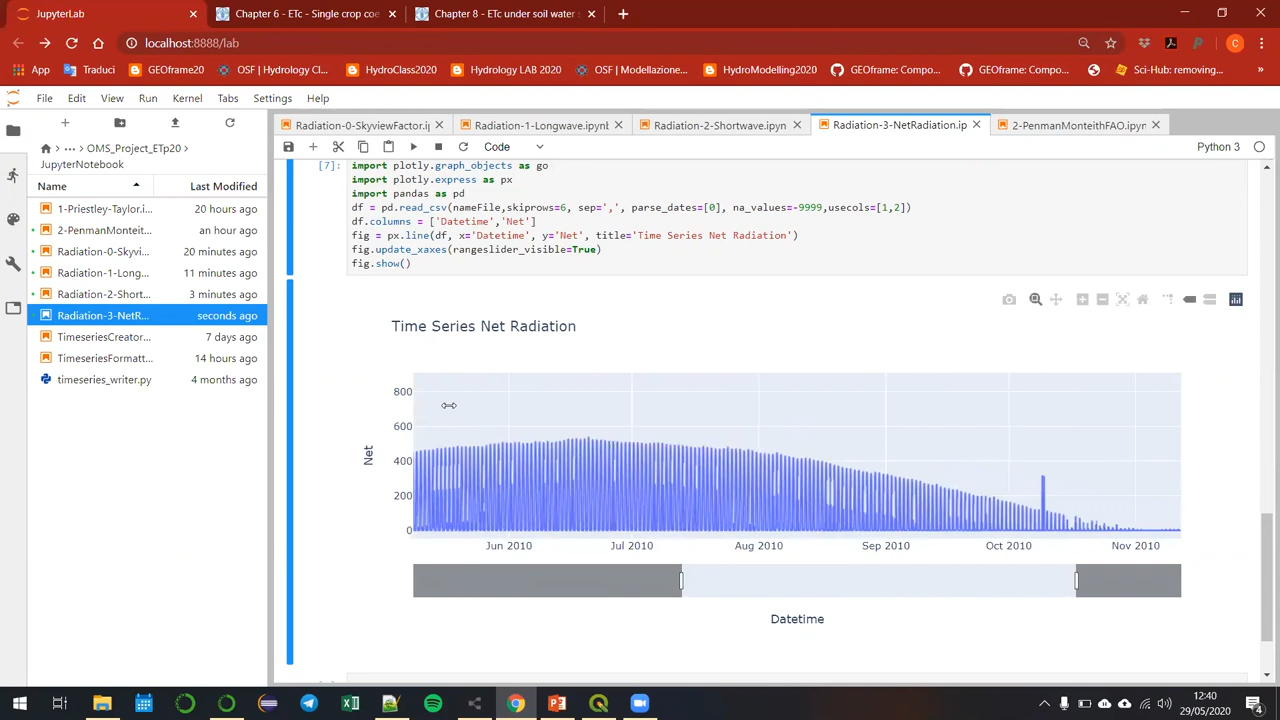 JupyterLab
Chapter 6 - ETc - Single crop coe
Chapter 8 - ETc under soil water s
localhost:8888/lab
App
Traduci
GEOframe20
OSF | Hydrology Cl...
HydroClass2020
Hydrology LAB 2020
OSF | Modellazione...
HydroModelling2020
GEOframe: Compo...
GEOframe: Compo...
Sci-Hub: removing...
File
Edit
View
Run
Kernel
Tabs
Settings
Help
Radiation-0-SkyviewFactor.ip
Radiation-1-Longwave.ipynb
Radiation-2-Shortwave.ipynb
Radiation-3-NetRadiation.ip
2-PenmanMonteithFAO.ipynb
... OMS_Project_ETp20
JupyterNotebook
Code
Python 3
Name
Last Modified
1-Priestley-Taylor.i...
20 hours ago
2-PenmanMonteit...
an hour ago
Radiation-0-Skyvi...
20 minutes ago
Radiation-1-Long...
11 minutes ago
Radiation-2-Short...
3 minutes ago
Radiation-3-NetR...
seconds ago
TimeseriesCreator...
7 days ago
TimeseriesFormatt...
14 hours ago
timeseries_writer.py
4 months ago
[7]:
import plotly.graph_objects as go
import plotly.express as px
import pandas as pd
df = pd.read_csv(nameFile,skiprows=6, sep=',', parse_dates=[0], na_values=-9999,usecols=[1,2])
df.columns = ['Datetime','Net']
fig = px.line(df, x='Datetime', y='Net', title='Time Series Net Radiation')
fig.update_xaxes(rangeslider_visible=True)
fig.show()
Time Series Net Radiation
800
600
400
200
0
Net
Jun 2010
Jul 2010
Aug 2010
Sep 2010
Oct 2010
Nov 2010
Datetime
12:40
29/05/2020
4